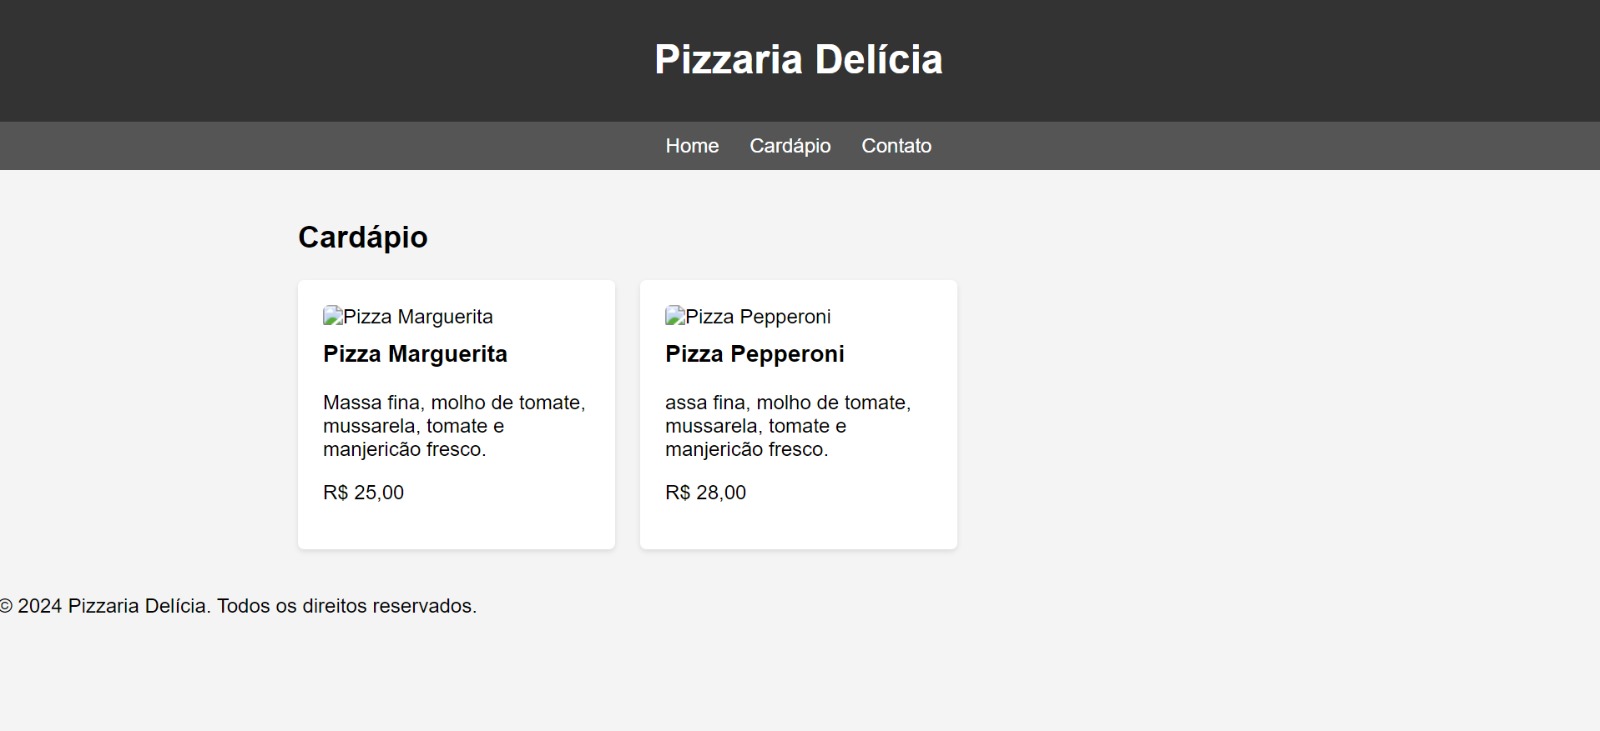 Pizzaria Delícia
Home Cardápio Contato
Cardápio
Pizza Marguerita
Pizza Marguerita
Massa fina, molho de tomate,
mussarela, tomate e
manjericão fresco.
R$ 25,00
Pizza Pepperoni
Pizza Pepperoni
assa fina, molho de tomate,
mussarela, tomate e
manjericão fresco.
R$ 28,00
© 2024 Pizzaria Delícia. Todos os direitos reservados.